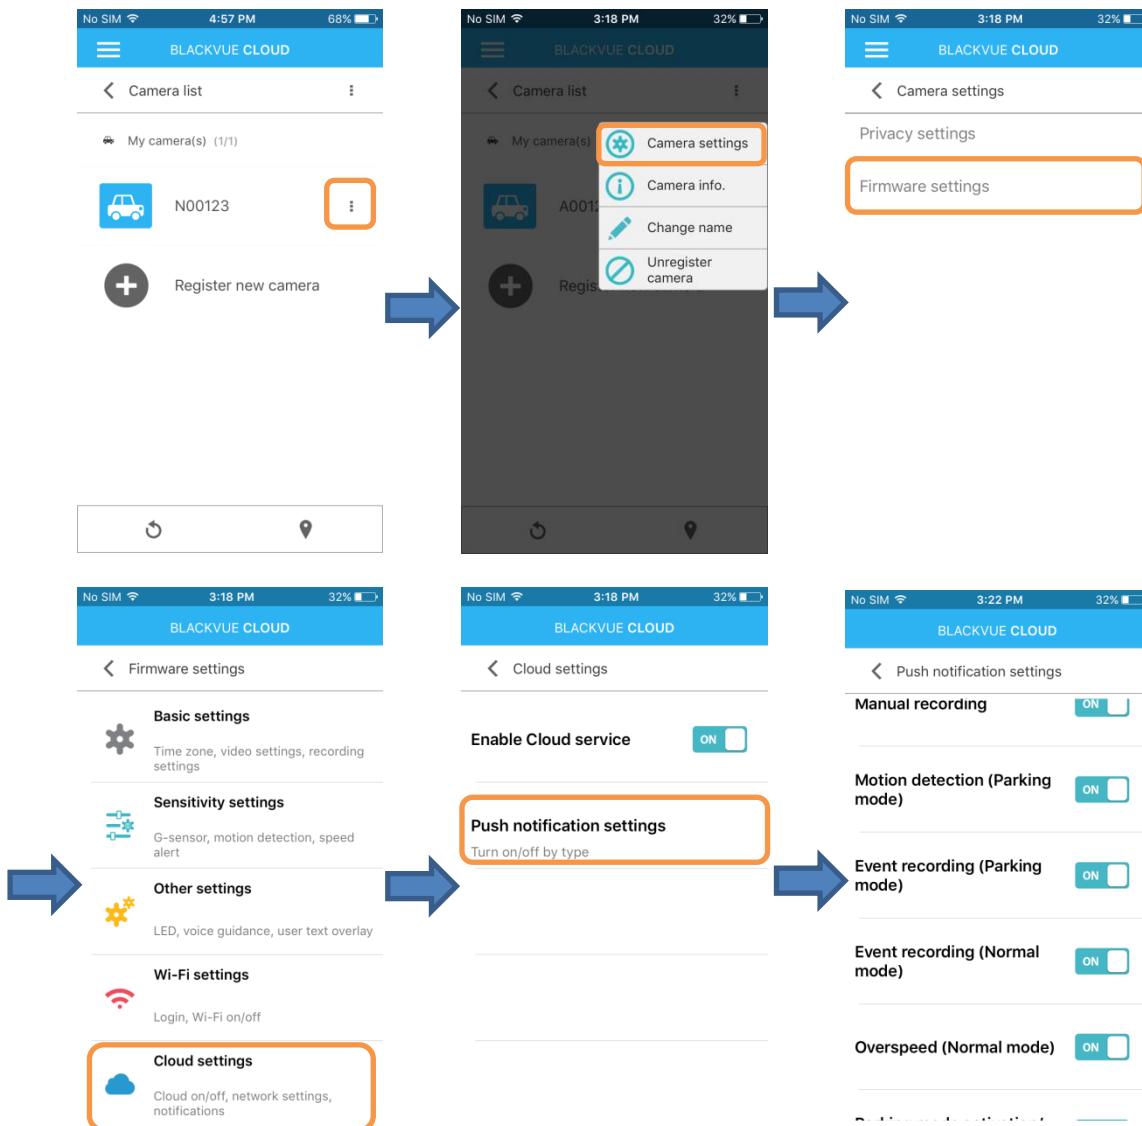 No SIM 4:57 PM 68%
BLACKVUE CLOUD
Camera list
My camera(s) (1/1)
N00123
Register new camera
No SIM 3:18 PM 32%
BLACKVUE CLOUD
Camera list
My camera(s)
Camera settings
Camera info.
A001
Change name
Unregister
camera
Regis
No SIM 3:18 PM 32%
BLACKVUE CLOUD
Camera settings
Privacy settings
Firmware settings
No SIM 3:18 PM 32%
BLACKVUE CLOUD
Firmware settings
Basic settings
Time zone, video settings, recording
settings
Sensitivity settings
G-sensor, motion detection, speed
alert
Other settings
LED, voice guidance, user text overlay
Wi-Fi settings
Login, Wi-Fi on/off
Cloud settings
Cloud on/off, network settings,
notifications
No SIM 3:18 PM 32%
BLACKVUE CLOUD
Cloud settings
Enable Cloud service ON
Push notification settings
Turn on/off by type
No SIM 3:22 PM 32%
BLACKVUE CLOUD
Push notification settings
Manual recording ON
Motion detection (Parking
mode) ON
Event recording (Parking
mode) ON
Event recording (Normal
mode) ON
Overspeed (Normal mode) ON